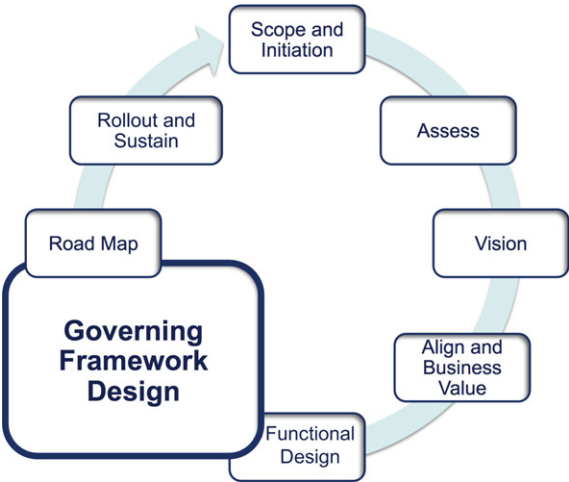 Scope and
Initiation
Assess
Vision
Align and
Business
Value
Functional
Design
Governing
Framework
Design
Road Map
Rollout and
Sustain